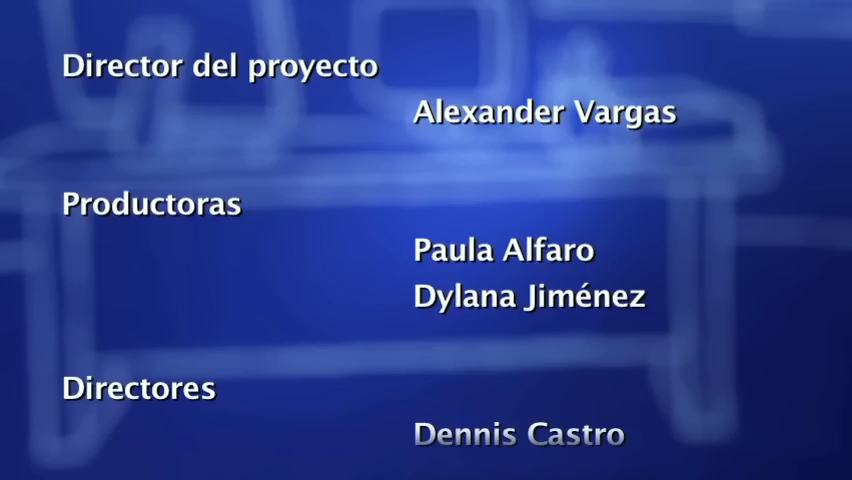 Director del proyecto
Alexander Vargas
Productoras
Paula Alfaro
Dylana Jiménez
Directores
Dennis Castro